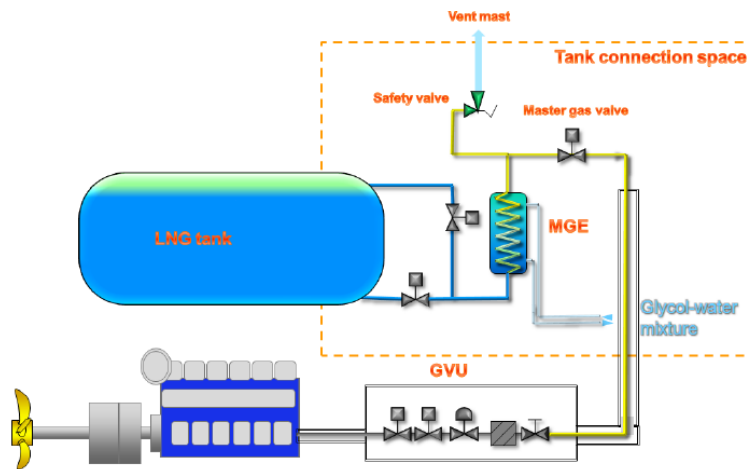 Vent mast
Tank connection space
Safety valve
Master gas valve
LNG tank
MGE
Glycol-water
mixture
GVU